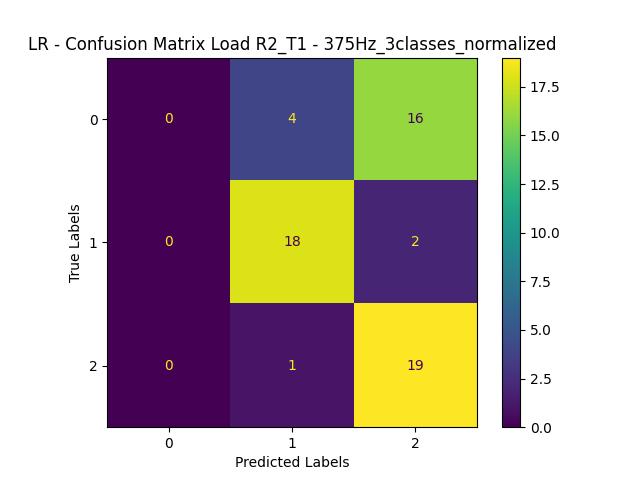 LR - Confusion Matrix Load R2_T1 - 375Hz_3classes_normalized
0 0 4 16
1 0 18 2
2 0 1 19
0 1 2
Predicted Labels
True Labels
17.5
15.0
12.5
10.0
7.5
5.0
2.5
0.0